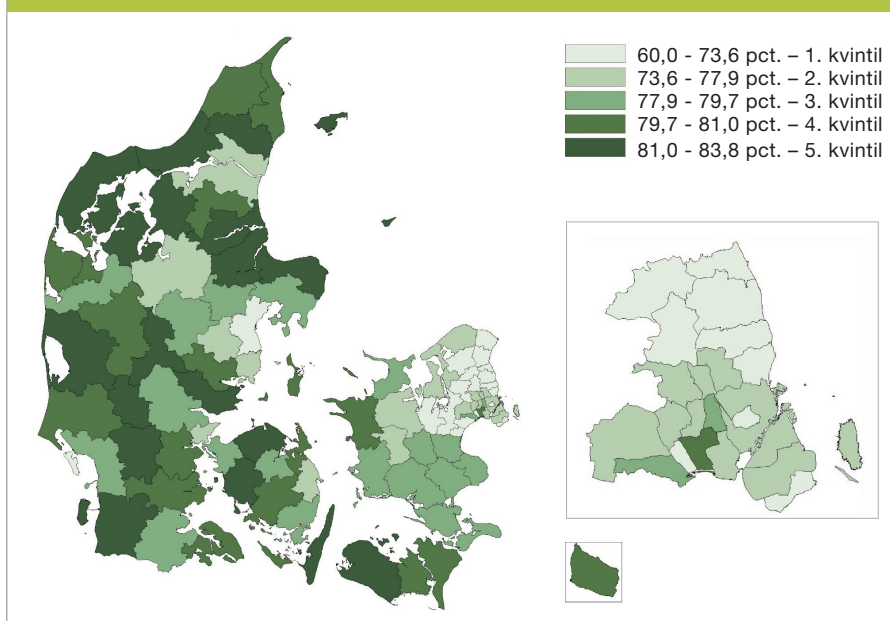 60,0 - 73,6 pct. – 1. kvintil
73,6 - 77,9 pct. – 2. kvintil
77,9 - 79,7 pct. – 3. kvintil
79,7 - 81,0 pct. – 4. kvintil
81,0 - 83,8 pct. – 5. kvintil